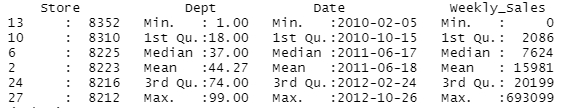 Store Dept Date Weekly_Sales
13 : 8352 Min. : 1.00 Min. :2010-02-05 Min. : 0
10 : 8310 1st Qu.:18.00 1st Qu.:2010-10-15 1st Qu.: 2086
6 : 8225 Median :37.00 Median :2011-06-17 Median : 7624
2 : 8223 Mean :44.27 Mean :2011-06-18 Mean : 15981
24 : 8216 3rd Qu.:74.00 3rd Qu.:2012-02-24 3rd Qu.: 20199
27 : 8212 Max. :99.00 Max. :2012-10-26 Max. :693099